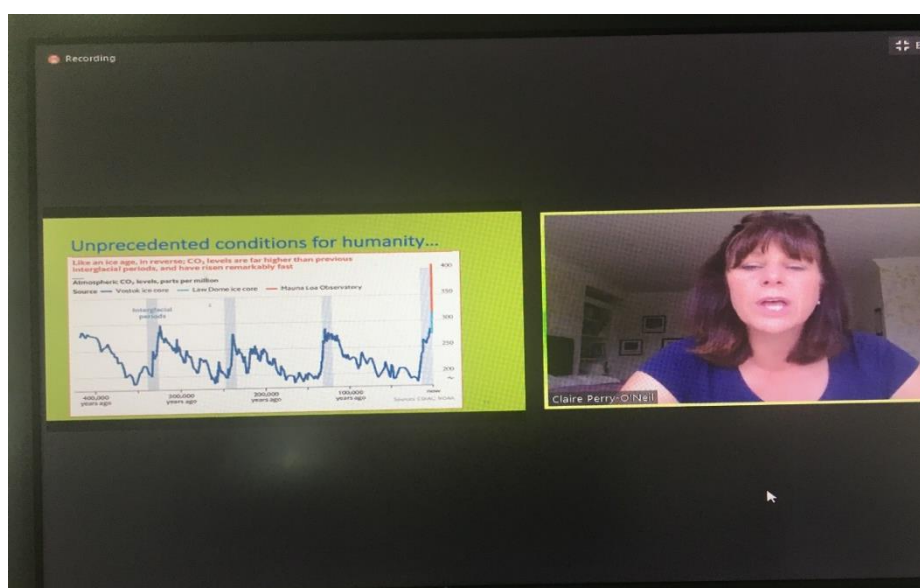 Recording
Unprecedented conditions for humanity...
Like an ice age, in reverse; CO₂ levels are far higher than previous
interglacial periods, and have risen remarkably fast
Atmospheric CO₂ levels, parts per million
Source Vostok ice core Law Dome ice core Mauna Loa Observatory
Interglacial
periods
400
350
300
250
200
400,000
years ago
300,000
years ago
200,000
years ago
100,000
years ago
now
Claire Perry-O'Neil